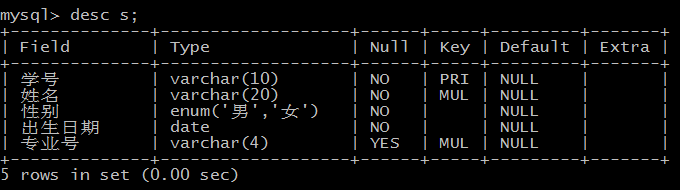 mysql> desc s;
+--------------+-------------------+------+-----+---------+-------+
| Field | Type | Null | Key | Default | Extra |
+--------------+-------------------+------+-----+---------+-------+
| 学号 | varchar(10) | NO | PRI | NULL | |
| 姓名 | varchar(20) | NO | MUL | NULL | |
| 性别 | enum('男','女') | NO | | NULL | |
| 出生日期 | date | NO | | NULL | |
| 专业号 | varchar(4) | YES | MUL | NULL | |
+--------------+-------------------+------+-----+---------+-------+
5 rows in set (0.00 sec)